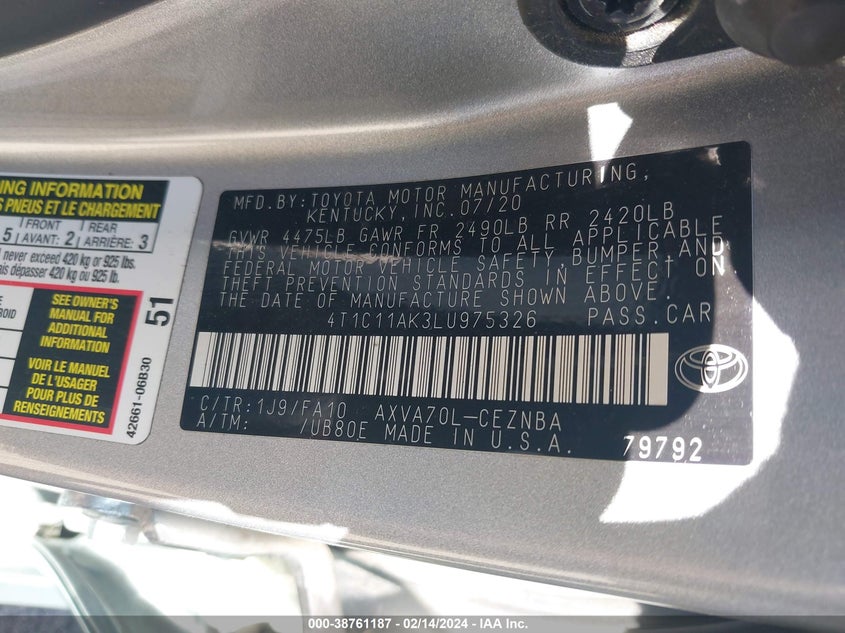 NG INFORMATION
S PNEUS ET LE CHARGEMENT
5 FRONT AVANT: 2 REAR ARRIÈRE: 3
never exceed 420 kg or 925 lbs.
dépasser 420 kg ou 925 lb.
SEE OWNER'S
MANUAL FOR
ADDITIONAL
INFORMATION
VOIR LE MANUEL
DE L'USAGER
POUR PLUS DE
RENSEIGNEMENTS
51
42661-06B30
MFD.BY:TOYOTA MOTOR MANUFACTURING,
KENTUCKY, INC.07/20
GVWR 4475LB GAWR FR 2490LB RR 2420LB
THIS VEHICLE CONFORMS TO ALL APPLICABLE
FEDERAL MOTOR VEHICLE SAFETY,BUMPER,AND
THEFT PREVENTION STANDARDS IN EFFECT ON
THE DATE OF MANUFACTURE SHOWN ABOVE.
4T1C11AK3LU975326 PASS.CAR
C/TR:1J9/FA10 AXVA70L-CEZNBA
A/TM: /UB80E MADE IN U.S.A. 79792
000-38761187 - 02/14/2024 - IAA Inc.